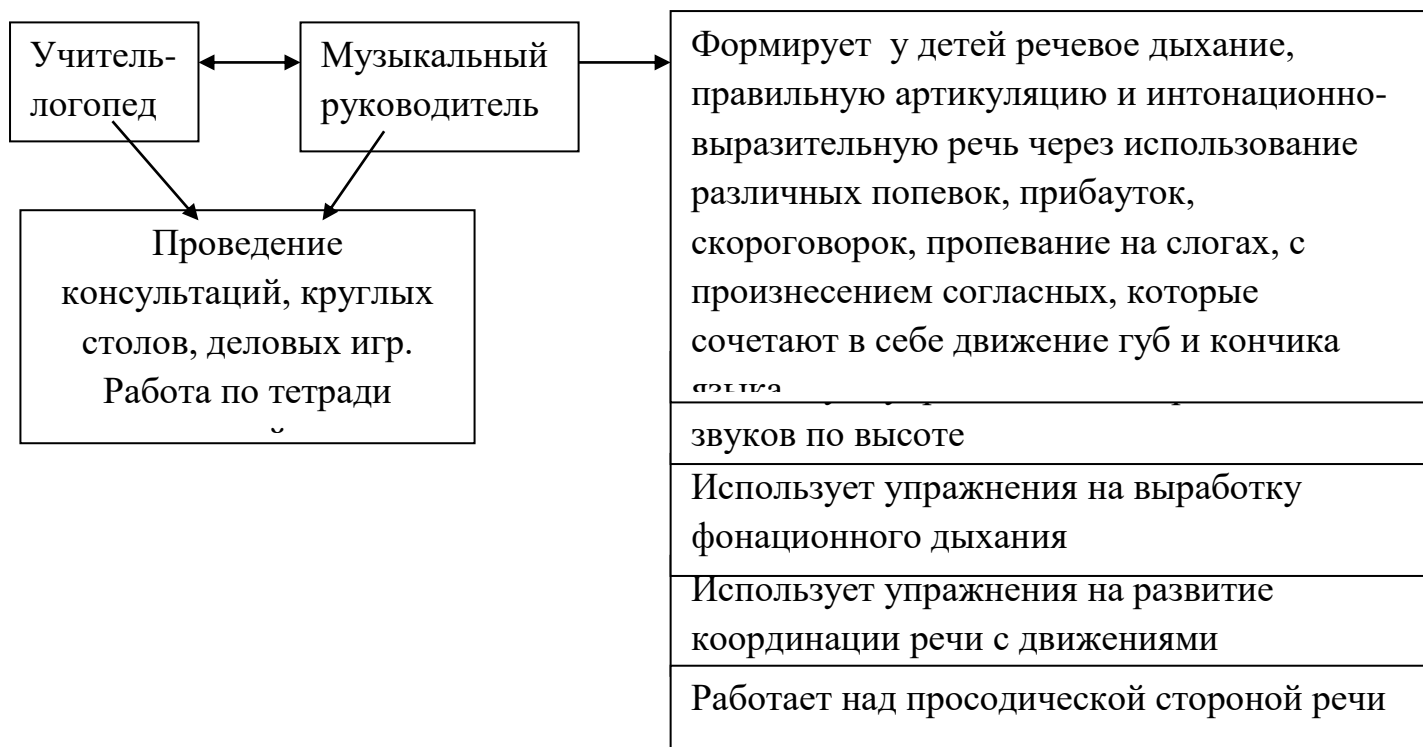 Учитель-
логопед
Музыкальный
руководитель
Проведение
консультаций, круглых
столов, деловых игр.
Работа по тетради
Формирует у детей речевое дыхание,
правильную артикуляцию и интонационно-
выразительную речь через использование
различных попевок, прибауток,
скороговорок, пропевание на слогах, с
произнесением согласных, которые
сочетают в себе движение губ и кончика
языка
звуков по высоте
Использует упражнения на выработку
фонационного дыхания
Использует упражнения на развитие
координации речи с движениями
Работает над просодической стороной речи